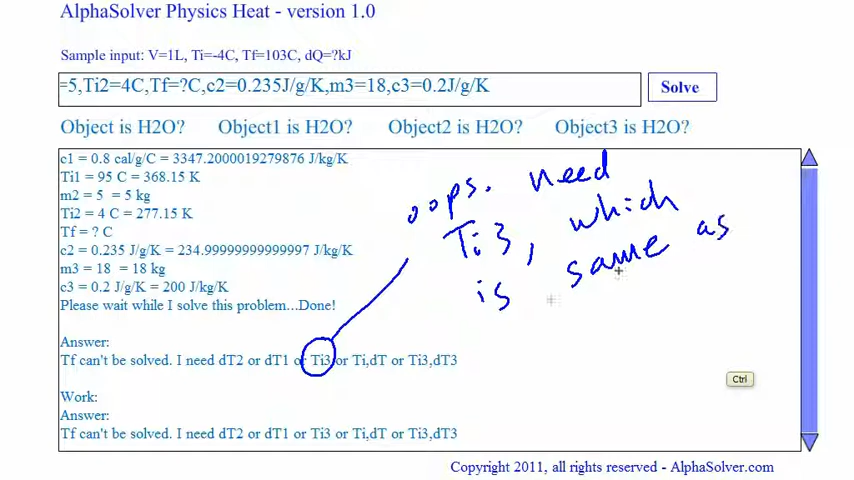 AlphaSolver Physics Heat - version 1.0
Sample input: V=1L, Ti=-4C, Tf=103C, dQ=?kJ
=5,Ti2=4C,Tf=?C,c2=0.235J/g/K,m3=18,c3=0.2J/g/K
Solve
Object is H2O? Object1 is H2O? Object2 is H2O? Object3 is H2O?
c1 = 0.8 cal/g/C = 3347.2000019279876 J/kg/K
Ti1 = 95 C = 368.15 K
m2 = 5 = 5 kg
Ti2 = 4 C = 277.15 K
Tf = ? C
c2 = 0.235 J/g/K = 234.99999999999997 J/kg/K
m3 = 18 = 18 kg
c3 = 0.2 J/g/K = 200 J/kg/K
Please wait while I solve this problem...Done!
Answer:
Tf can't be solved. I need dT2 or dT1 or Ti3 or Ti,dT or Ti3,dT3
Work:
Answer:
Tf can't be solved. I need dT2 or dT1 or Ti3 or Ti,dT or Ti3,dT3
oops. need
Ti3, which
is same as
Ctrl
Copyright 2011, all rights reserved - AlphaSolver.com